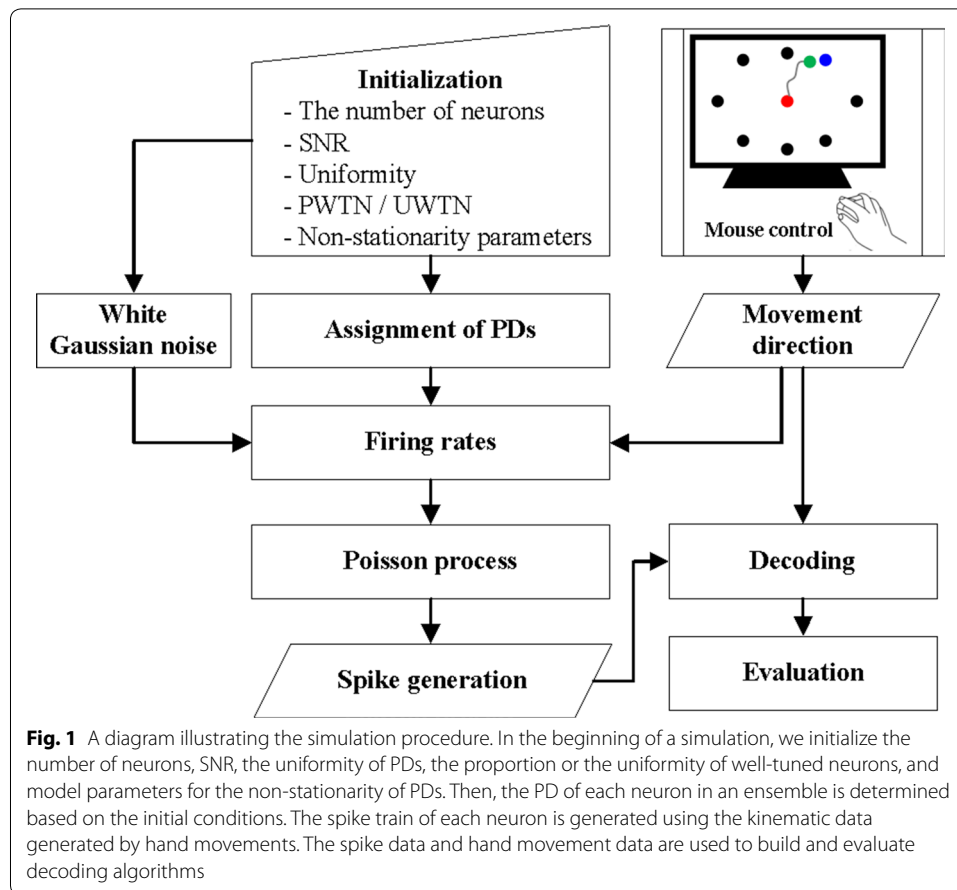 Initialization
- The number of neurons
- SNR
- Uniformity
- PWTN / UWTN
- Non-stationarity parameters
Mouse control
White
Gaussian noise
Assignment of PDs
Movement
direction
Firing rates
Poisson process
Decoding
Spike generation
Evaluation
Fig. 1 A diagram illustrating the simulation procedure. In the beginning of a simulation, we initialize the
number of neurons, SNR, the uniformity of PDs, the proportion or the uniformity of well-tuned neurons, and
model parameters for the non-stationarity of PDs. Then, the PD of each neuron in an ensemble is determined
based on the initial conditions. The spike train of each neuron is generated using the kinematic data
generated by hand movements. The spike data and hand movement data are used to build and evaluate
decoding algorithms